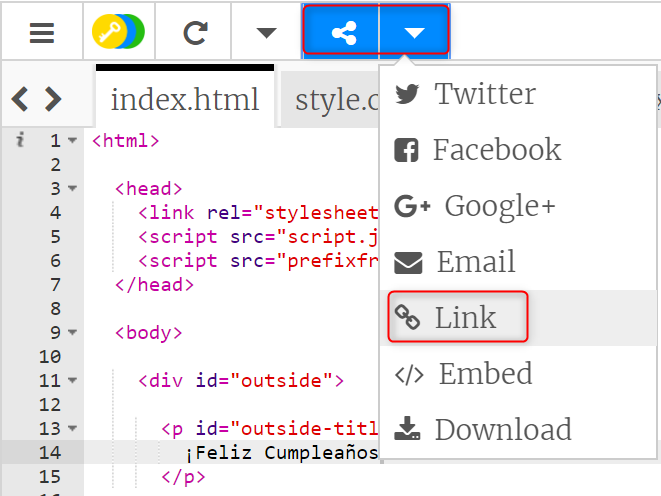 index.html style.c
Twitter
Facebook
Google+
Email
Link
Embed
Download
i 1 <html>
2
3 <head>
4 <link rel="stylesheet
5 <script src="script.j
6 <script src="prefixfr
7 </head>
8
9 <body>
10
11 <div id="outside">
12
13 <p id="outside-titl
14 ¡Feliz Cumpleaños
15 </p>